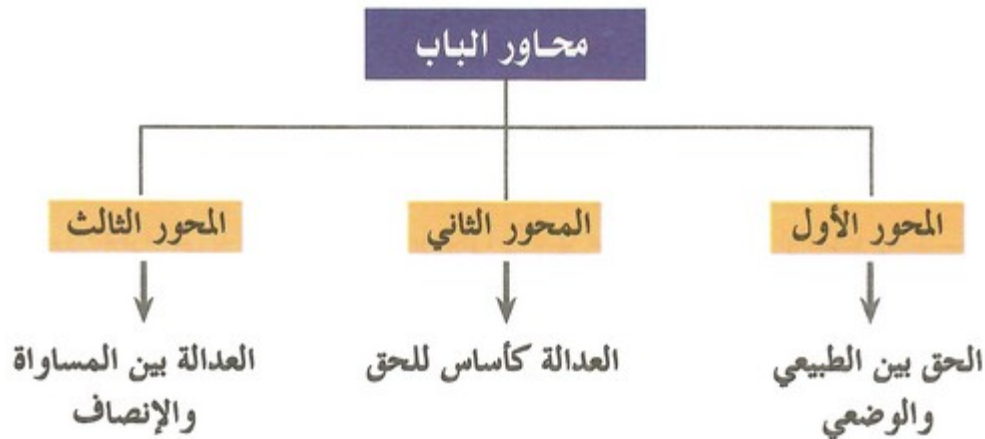 محاور الباب
المحور الأول
المحور الثاني
المحور الثالث
الحق بين الطبيعي
والوضعي
العدالة كأساس للحق
العدالة بين المساواة
والإنصاف